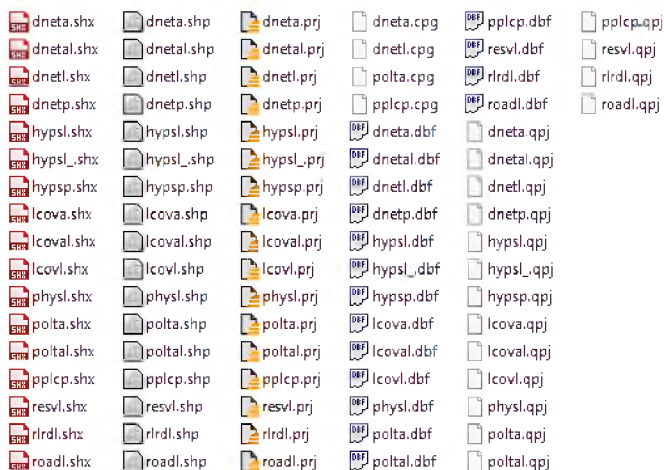 dneta.shx
dnetal.shx
dnetl.shx
dnetp.shx
hypsl.shx
hypsl_.shx
hypsp.shx
lcova.shx
lcoval.shx
lcovl.shx
physl.shx
polta.shx
poltal.shx
pplcp.shx
resvl.shx
rlrdl.shx
roadl.shx
dneta.shp
dnetal.shp
dnetl.shp
dnetp.shp
hypsl.shp
hypsl_.shp
hypsp.shp
lcova.shp
lcoval.shp
lcovl.shp
physl.shp
polta.shp
poltal.shp
pplcp.shp
resvl.shp
rlrdl.shp
roadl.shp
dneta.prj
dnetal.prj
dnetl.prj
dnetp.prj
hypsl.prj
hypsl_.prj
hypsp.prj
lcova.prj
lcoval.prj
lcovl.prj
physl.prj
polta.prj
poltal.prj
pplcp.prj
resvl.prj
rlrdl.prj
roadl.prj
dneta.cpg
dnetl.cpg
polta.cpg
pplcp.cpg
dneta.dbf
dnetal.dbf
dnetl.dbf
dnetp.dbf
hypsl.dbf
hypsl_.dbf
hypsp.dbf
lcova.dbf
lcoval.dbf
lcovl.dbf
physl.dbf
polta.dbf
poltal.dbf
pplcp.dbf
resvl.dbf
rlrdl.dbf
roadl.dbf
dneta.qpj
dnetal.qpj
dnetl.qpj
dnetp.qpj
hypsl.qpj
hypsl_.qpj
hypsp.qpj
lcova.qpj
lcoval.qpj
lcovl.qpj
physl.qpj
polta.qpj
poltal.qpj
pplcp.qpj
resvl.qpj
rlrdl.qpj
roadl.qpj